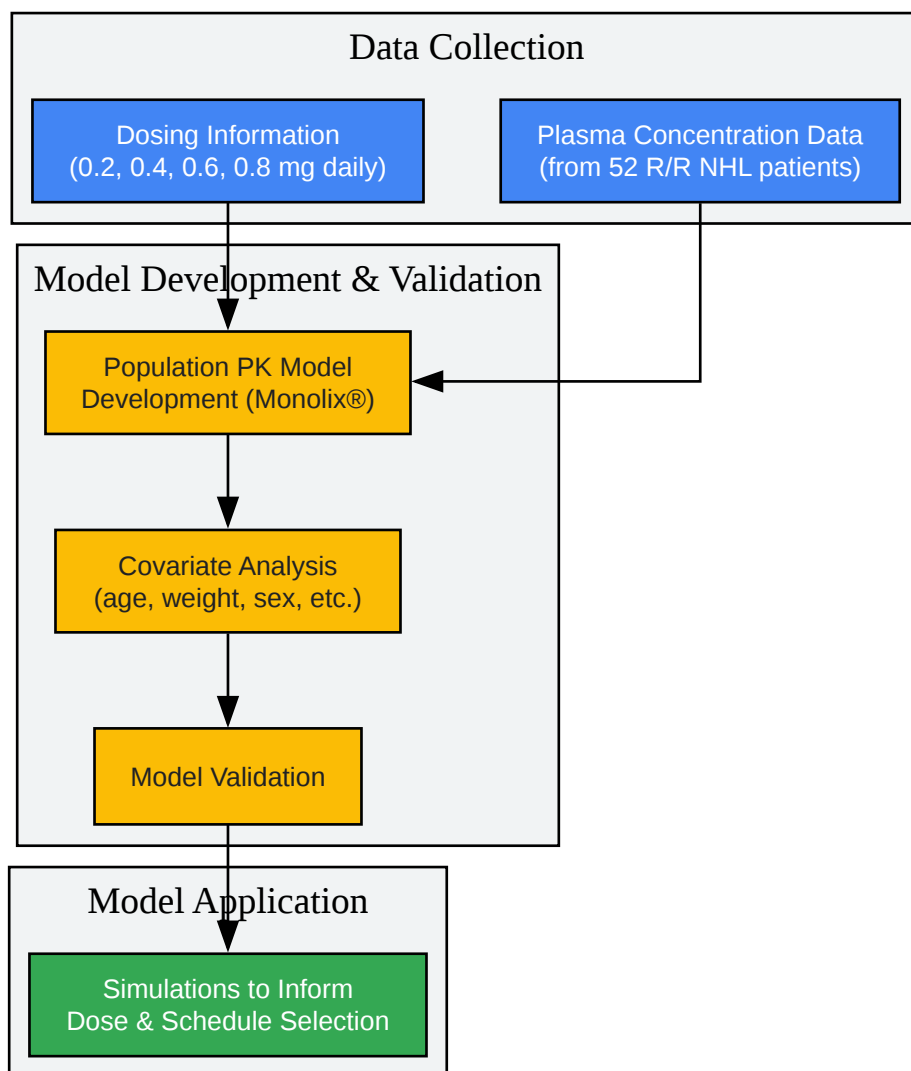 Data Collection
Dosing Information
(0.2, 0.4, 0.6, 0.8 mg daily)
Plasma Concentration Data
(from 52 R/R NHL patients)
Model Development & Validation
Population PK Model
Development (Monolix®)
Covariate Analysis
(age, weight, sex, etc.)
Model Validation
Model Application
Simulations to Inform
Dose & Schedule Selection